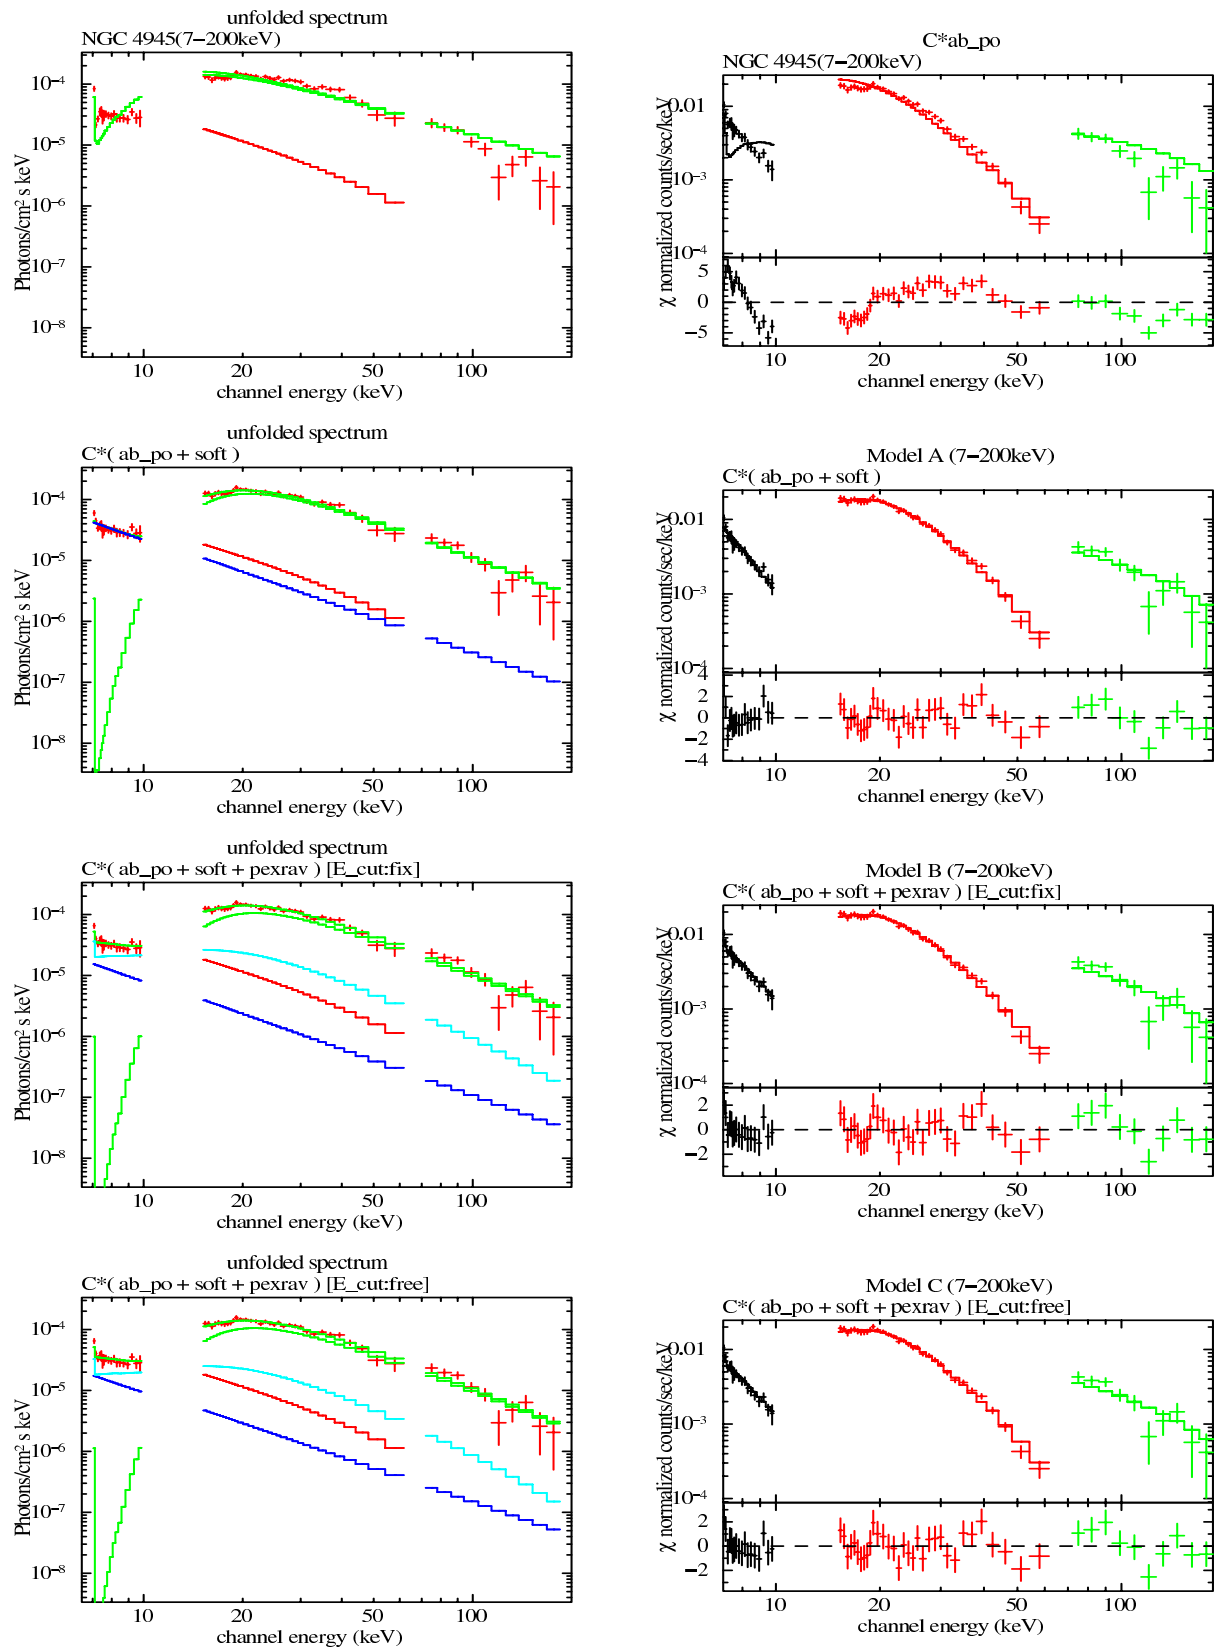 unfolded spectrum
NGC 4945(7−200keV)
Photons/cm² s keV
10⁻⁴
10⁻⁵
10⁻⁶
10⁻⁷
10⁻⁸
10 20 50 100
channel energy (keV)
C*ab_po
NGC 4945(7−200keV)
χ normalized counts/sec/keV
0.01
10⁻³
10⁻⁴
5
0
−5
10 20 50 100
channel energy (keV)
unfolded spectrum
C*( ab_po + soft )
Photons/cm² s keV
10⁻⁴
10⁻⁵
10⁻⁶
10⁻⁷
10⁻⁸
10 20 50 100
channel energy (keV)
Model A (7−200keV)
C*( ab_po + soft )
χ normalized counts/sec/keV
0.01
10⁻³
10⁻⁴
4
2
0
−2
−4
10 20 50 100
channel energy (keV)
unfolded spectrum
C*( ab_po + soft + pexrav ) [E_cut:fix]
Photons/cm² s keV
10⁻⁴
10⁻⁵
10⁻⁶
10⁻⁷
10⁻⁸
10 20 50 100
channel energy (keV)
Model B (7−200keV)
C*( ab_po + soft + pexrav ) [E_cut:fix]
χ normalized counts/sec/keV
0.01
10⁻³
10⁻⁴
2
0
−2
10 20 50 100
channel energy (keV)
unfolded spectrum
C*( ab_po + soft + pexrav ) [E_cut:free]
Photons/cm² s keV
10⁻⁴
10⁻⁵
10⁻⁶
10⁻⁷
10⁻⁸
10 20 50 100
channel energy (keV)
Model C (7−200keV)
C*( ab_po + soft + pexrav ) [E_cut:free]
χ normalized counts/sec/keV
0.01
10⁻³
10⁻⁴
2
0
−2
10 20 50 100
channel energy (keV)